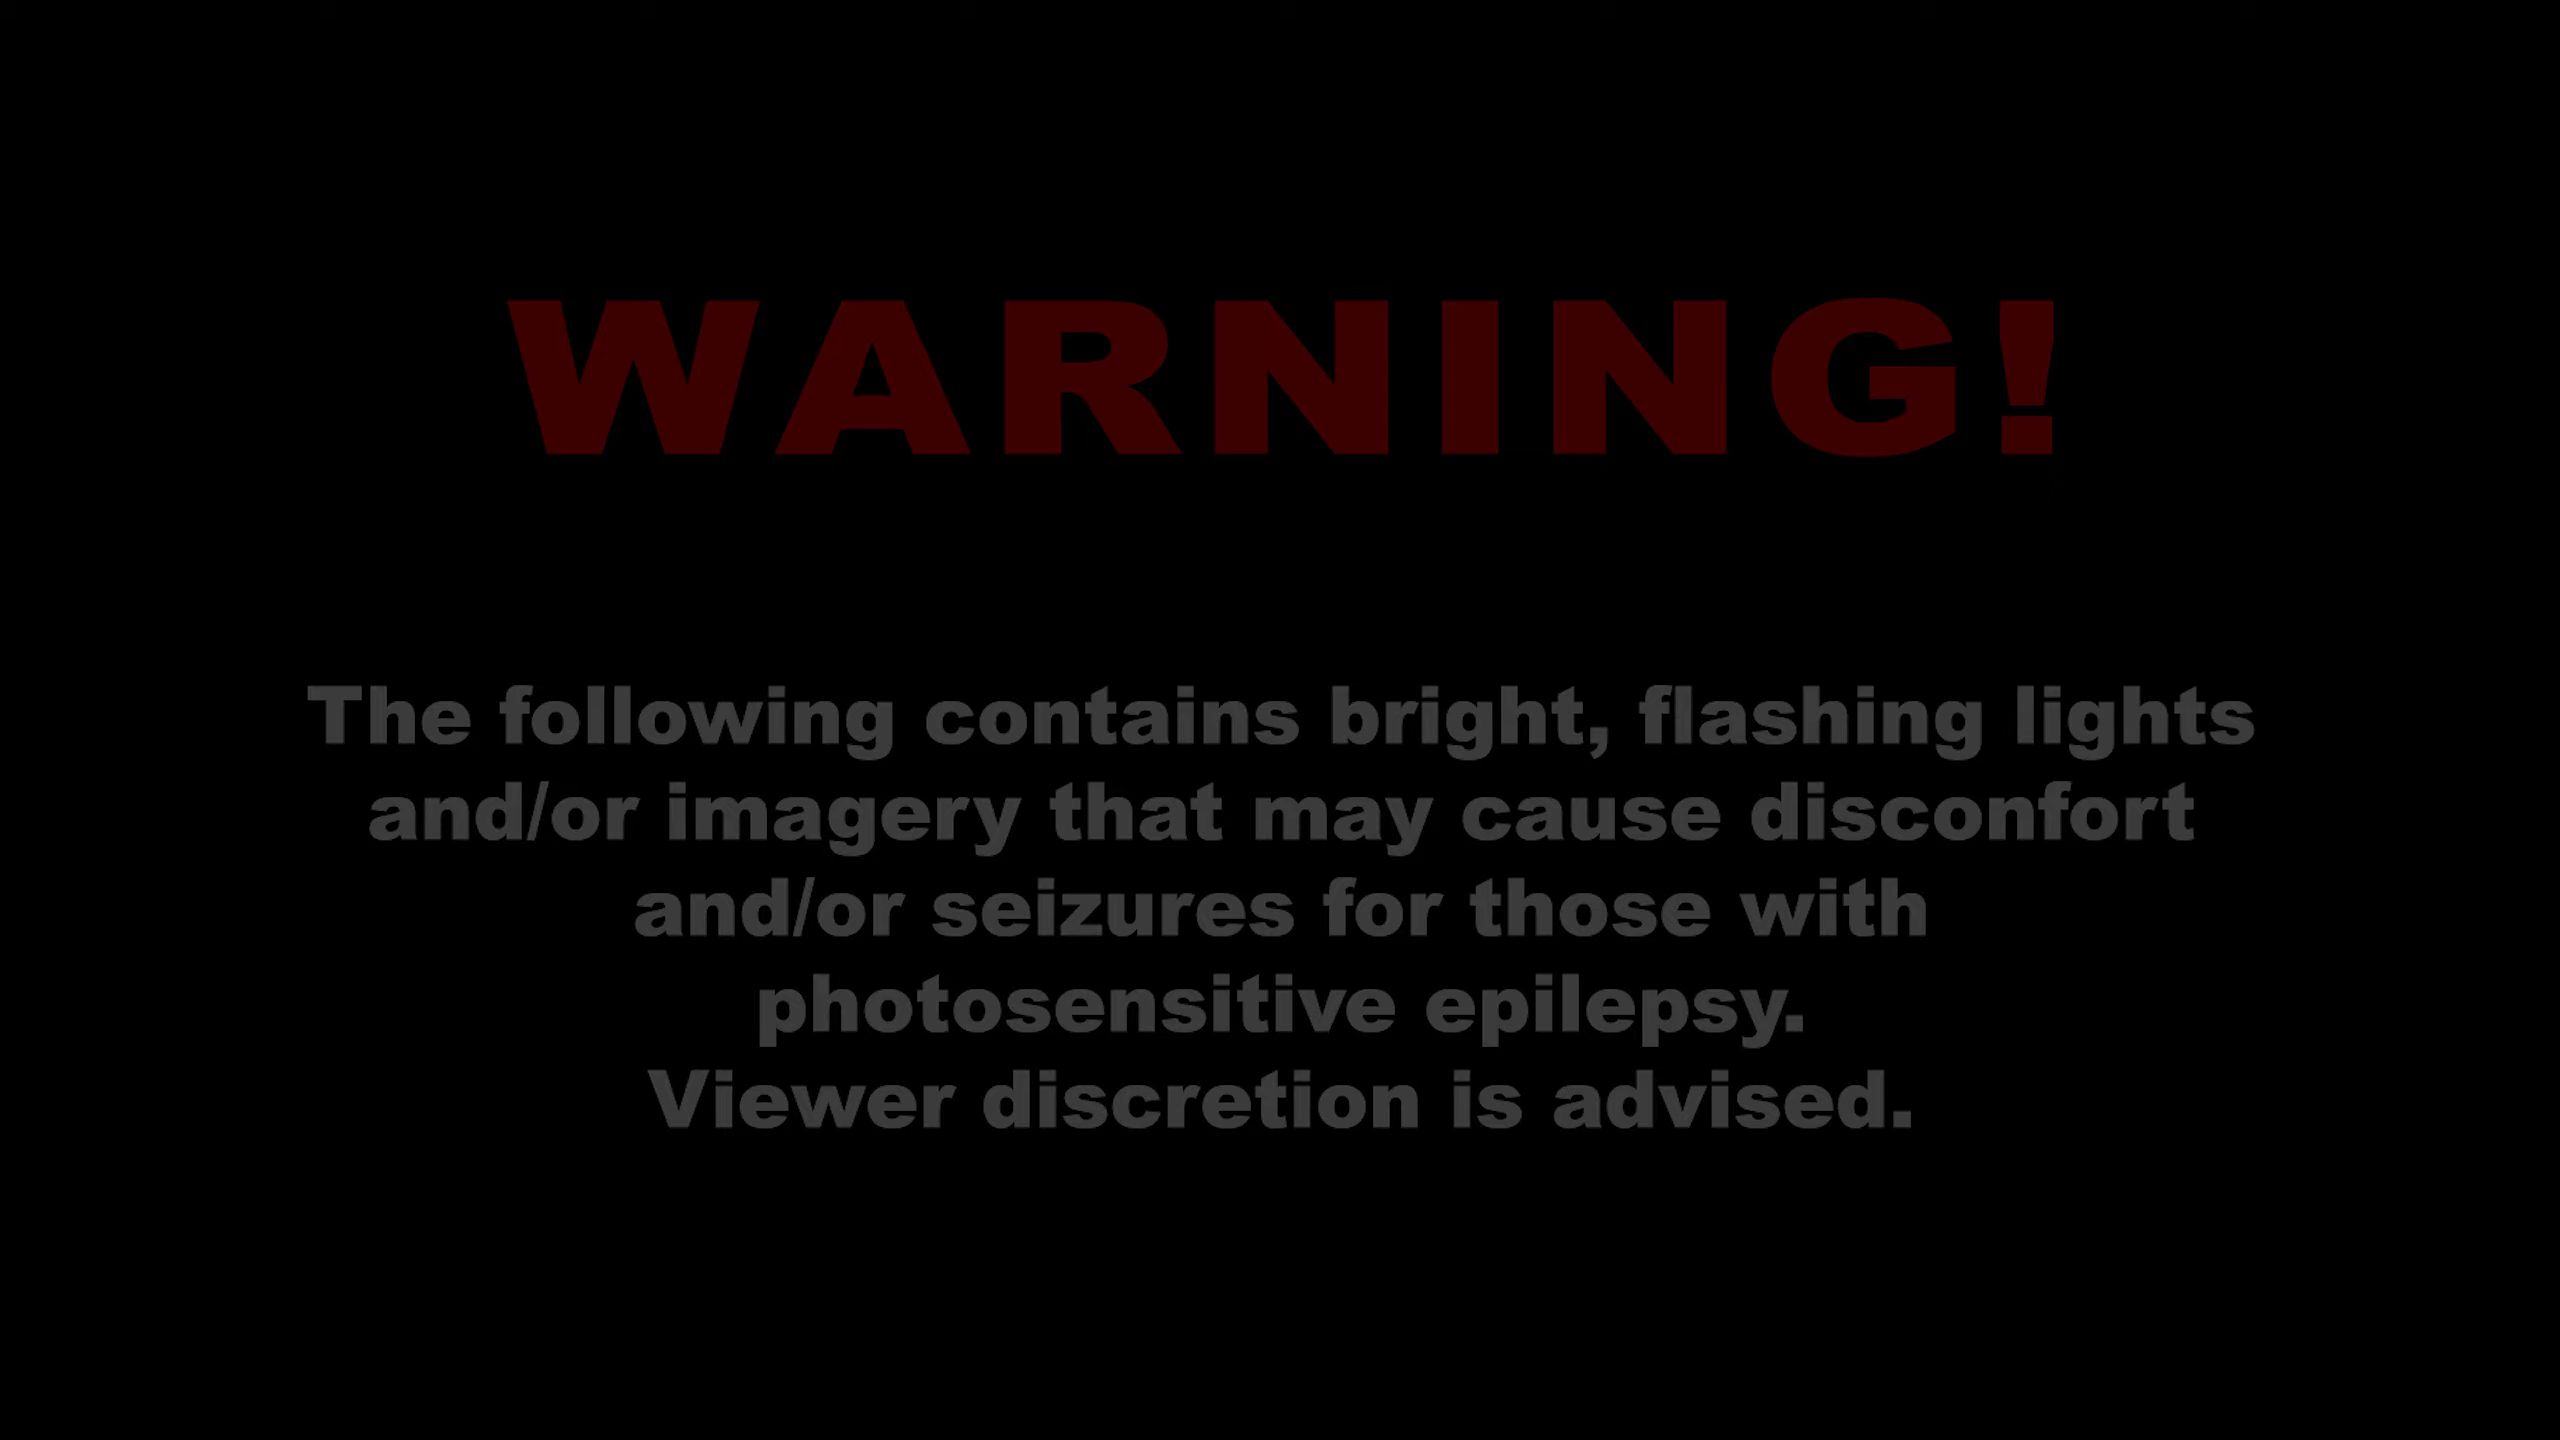 WARNING!
The following contains bright, flashing lights
and/or imagery that may cause disconfort
and/or seizures for those with
photosensitive epilepsy.
Viewer discretion is advised.